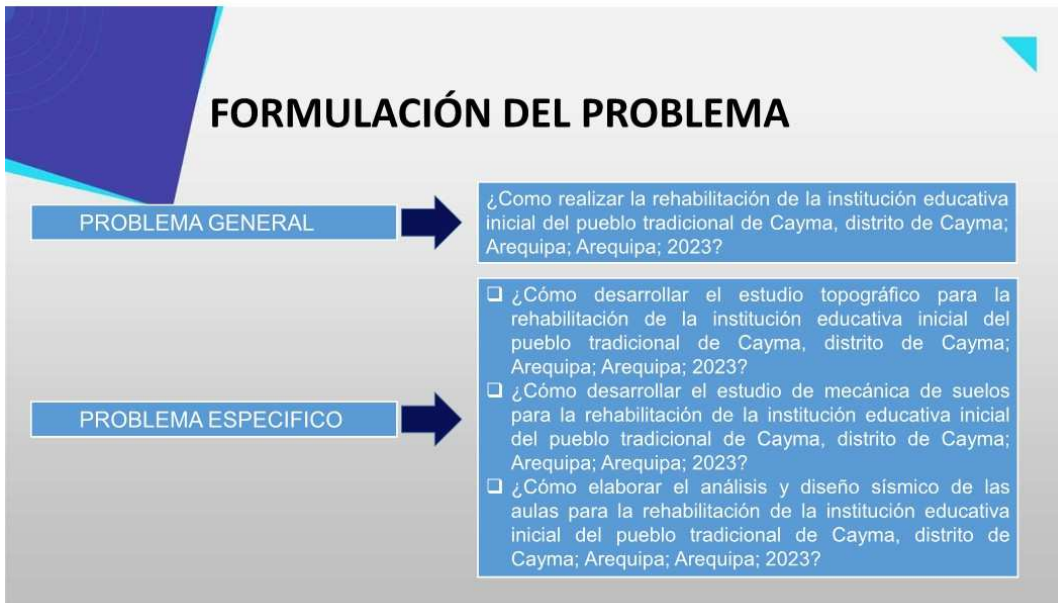 FORMULACIÓN DEL PROBLEMA
PROBLEMA GENERAL
¿Como realizar la rehabilitación de la institución educativa
inicial del pueblo tradicional de Cayma, distrito de Cayma;
Arequipa; Arequipa; 2023?
PROBLEMA ESPECIFICO
❑ ¿Cómo desarrollar el estudio topográfico para la
rehabilitación de la institución educativa inicial del
pueblo tradicional de Cayma, distrito de Cayma;
Arequipa; Arequipa; 2023?
❑ ¿Cómo desarrollar el estudio de mecánica de suelos
para la rehabilitación de la institución educativa inicial
del pueblo tradicional de Cayma, distrito de Cayma;
Arequipa; Arequipa; 2023?
❑ ¿Cómo elaborar el análisis y diseño sísmico de las
aulas para la rehabilitación de la institución educativa
inicial del pueblo tradicional de Cayma, distrito de
Cayma; Arequipa; Arequipa; 2023?